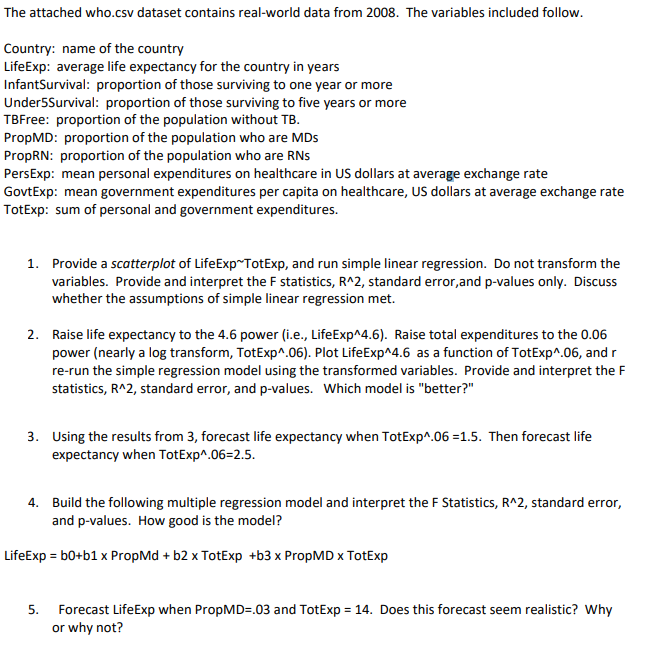 The attached who.csv dataset contains real-world data from 2008. The variables included follow.
Country: name of the country
LifeExp: average life expectancy for the country in years
InfantSurvival: proportion of those surviving to one year or more
Under5Survival: proportion of those surviving to five years or more
TBFree: proportion of the population without TB.
PropMD: proportion of the population who are MDs
PropRN: proportion of the population who are RNs
PersExp: mean personal expenditures on healthcare in US dollars at average exchange rate
GovtExp: mean government expenditures per capita on healthcare, US dollars at average exchange rate
TotExp: sum of personal and government expenditures.
1. Provide a scatterplot of LifeExp~TotExp, and run simple linear regression. Do not transform the
variables. Provide and interpret the F statistics, R^2, standard error,and p-values only. Discuss
whether the assumptions of simple linear regression met.
2. Raise life expectancy to the 4.6 power (i.e., LifeExp^4.6). Raise total expenditures to the 0.06
power (nearly a log transform, TotExp^.06). Plot LifeExp^4.6 as a function of TotExp^.06, and r
re-run the simple regression model using the transformed variables. Provide and interpret the F
statistics, R^2, standard error, and p-values. Which model is "better?"
3. Using the results from 3, forecast life expectancy when TotExp^.06 =1.5. Then forecast life
expectancy when TotExp^.06=2.5.
4. Build the following multiple regression model and interpret the F Statistics, R^2, standard error,
and p-values. How good is the model?
LifeExp = b0+b1 x PropMd + b2 x TotExp +b3 x PropMD x TotExp
5. Forecast LifeExp when PropMD=.03 and TotExp = 14. Does this forecast seem realistic? Why
or why not?